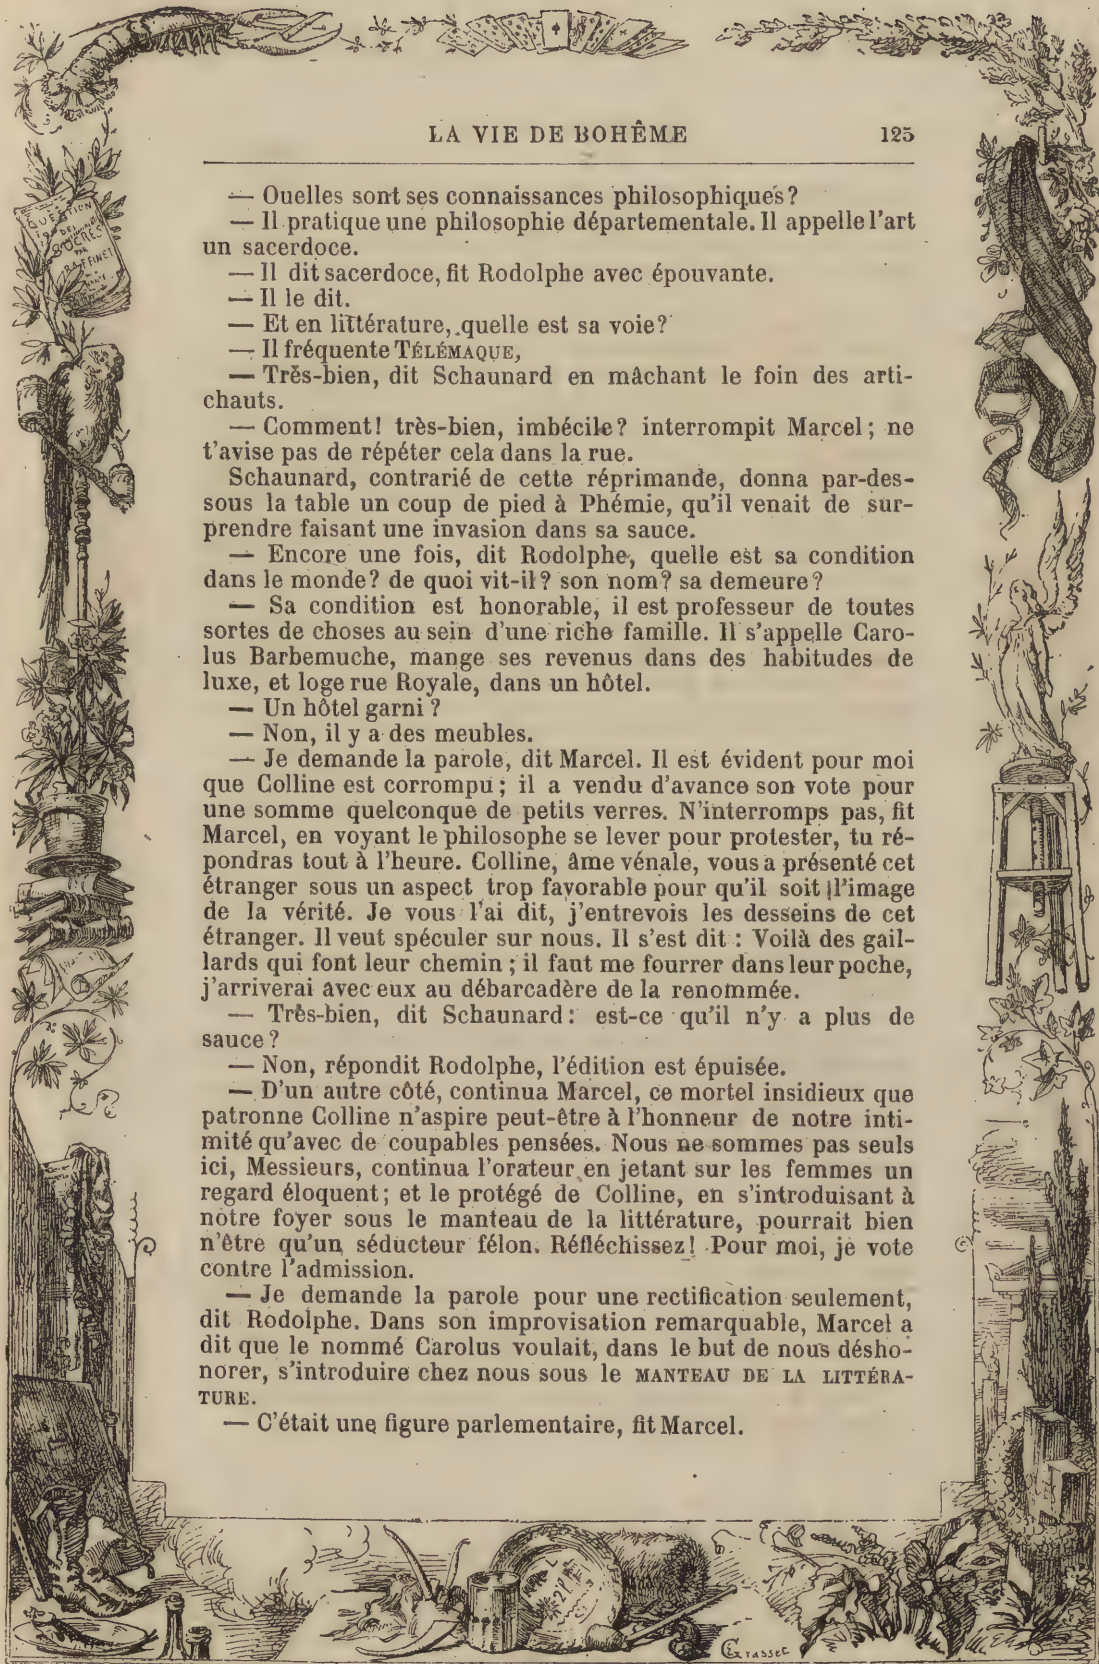 LA VIE DE BOHÊME 125
— Quelles sont ses connaissances philosophiques?
— Il pratique une philosophie départementale. Il appelle l'art
un sacerdoce.
— Il dit sacerdoce, fit Rodolphe avec épouvante.
— Il le dit.
— Et en littérature, quelle est sa voie?
— Il fréquente TÉLÉMAQUE,
— Très-bien, dit Schaunard en mâchant le foin des arti-
chauts.
— Comment! très-bien, imbécile? interrompit Marcel; ne
t'avise pas de répéter cela dans la rue.
Schaunard, contrarié de cette réprimande, donna par-des-
sous la table un coup de pied à Phémie, qu'il venait de sur-
prendre faisant une invasion dans sa sauce.
— Encore une fois, dit Rodolphe, quelle est sa condition
dans le monde? de quoi vit-il? son nom? sa demeure?
— Sa condition est honorable, il est professeur de toutes
sortes de choses au sein d'une riche famille. Il s'appelle Caro-
lus Barbemuche, mange ses revenus dans des habitudes de
luxe, et loge rue Royale, dans un hôtel.
— Un hôtel garni?
— Non, il y a des meubles.
— Je demande la parole, dit Marcel. Il est évident pour moi
que Colline est corrompu; il a vendu d'avance son vote pour
une somme quelconque de petits verres. N'interromps pas, fit
Marcel, en voyant le philosophe se lever pour protester, tu ré-
pondras tout à l'heure. Colline, âme vénale, vous a présenté cet
étranger sous un aspect trop favorable pour qu'il soit l'image
de la vérité. Je vous l'ai dit, j'entrevois les desseins de cet
étranger. Il veut spéculer sur nous. Il s'est dit : Voilà des gail-
lards qui font leur chemin; il faut me fourrer dans leur poche,
j'arriverai avec eux au débarcadère de la renommée.
— Très-bien, dit Schaunard: est-ce qu'il n'y a plus de
sauce?
— Non, répondit Rodolphe, l'édition est épuisée.
— D'un autre côté, continua Marcel, ce mortel insidieux que
patronne Colline n'aspire peut-être à l'honneur de notre inti-
mité qu'avec de coupables pensées. Nous ne sommes pas seuls
ici, Messieurs, continua l'orateur en jetant sur les femmes un
regard éloquent; et le protégé de Colline, en s'introduisant à
notre foyer sous le manteau de la littérature, pourrait bien
n'être qu'un séducteur félon. Réfléchissez! Pour moi, je vote
contre l'admission.
— Je demande la parole pour une rectification seulement,
dit Rodolphe. Dans son improvisation remarquable, Marcel a
dit que le nommé Carolus voulait, dans le but de nous désho-
norer, s'introduire chez nous sous le MANTEAU DE LA LITTÉRA-
TURE.
— C'était une figure parlementaire, fit Marcel.
QUESTION
DES
SUCRES
PAR
RAFFINET
EGrasset